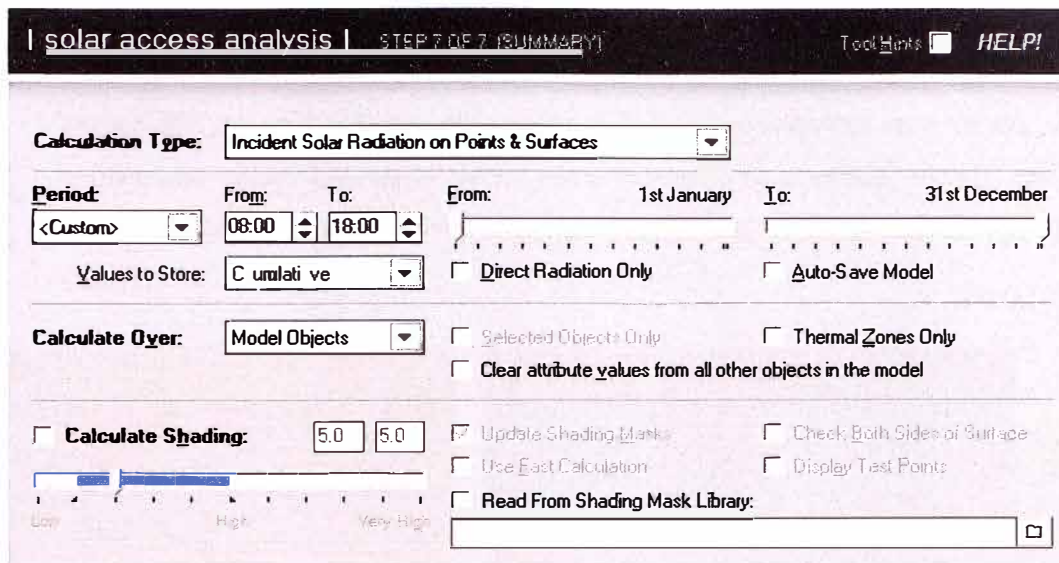 | solar access analysis | STEP 7 OF 7 (SUMMARY) Tool Hints HELP!
Calculation Type: Incident Solar Radiation on Points & Surfaces
Period: From: To: From: 1st January To: 31st December
<Custom> 08:00 18:00
Values to Store: Cumulative Direct Radiation Only Auto-Save Model
Calculate Over: Model Objects Selected Objects Only Thermal Zones Only
Clear attribute values from all other objects in the model
Calculate Shading: 5.0 5.0 Update Shading Masks Check Both Sides of Surface
Use Fast Calculation Display Test Points
Low High Very High Read From Shading Mask Library: